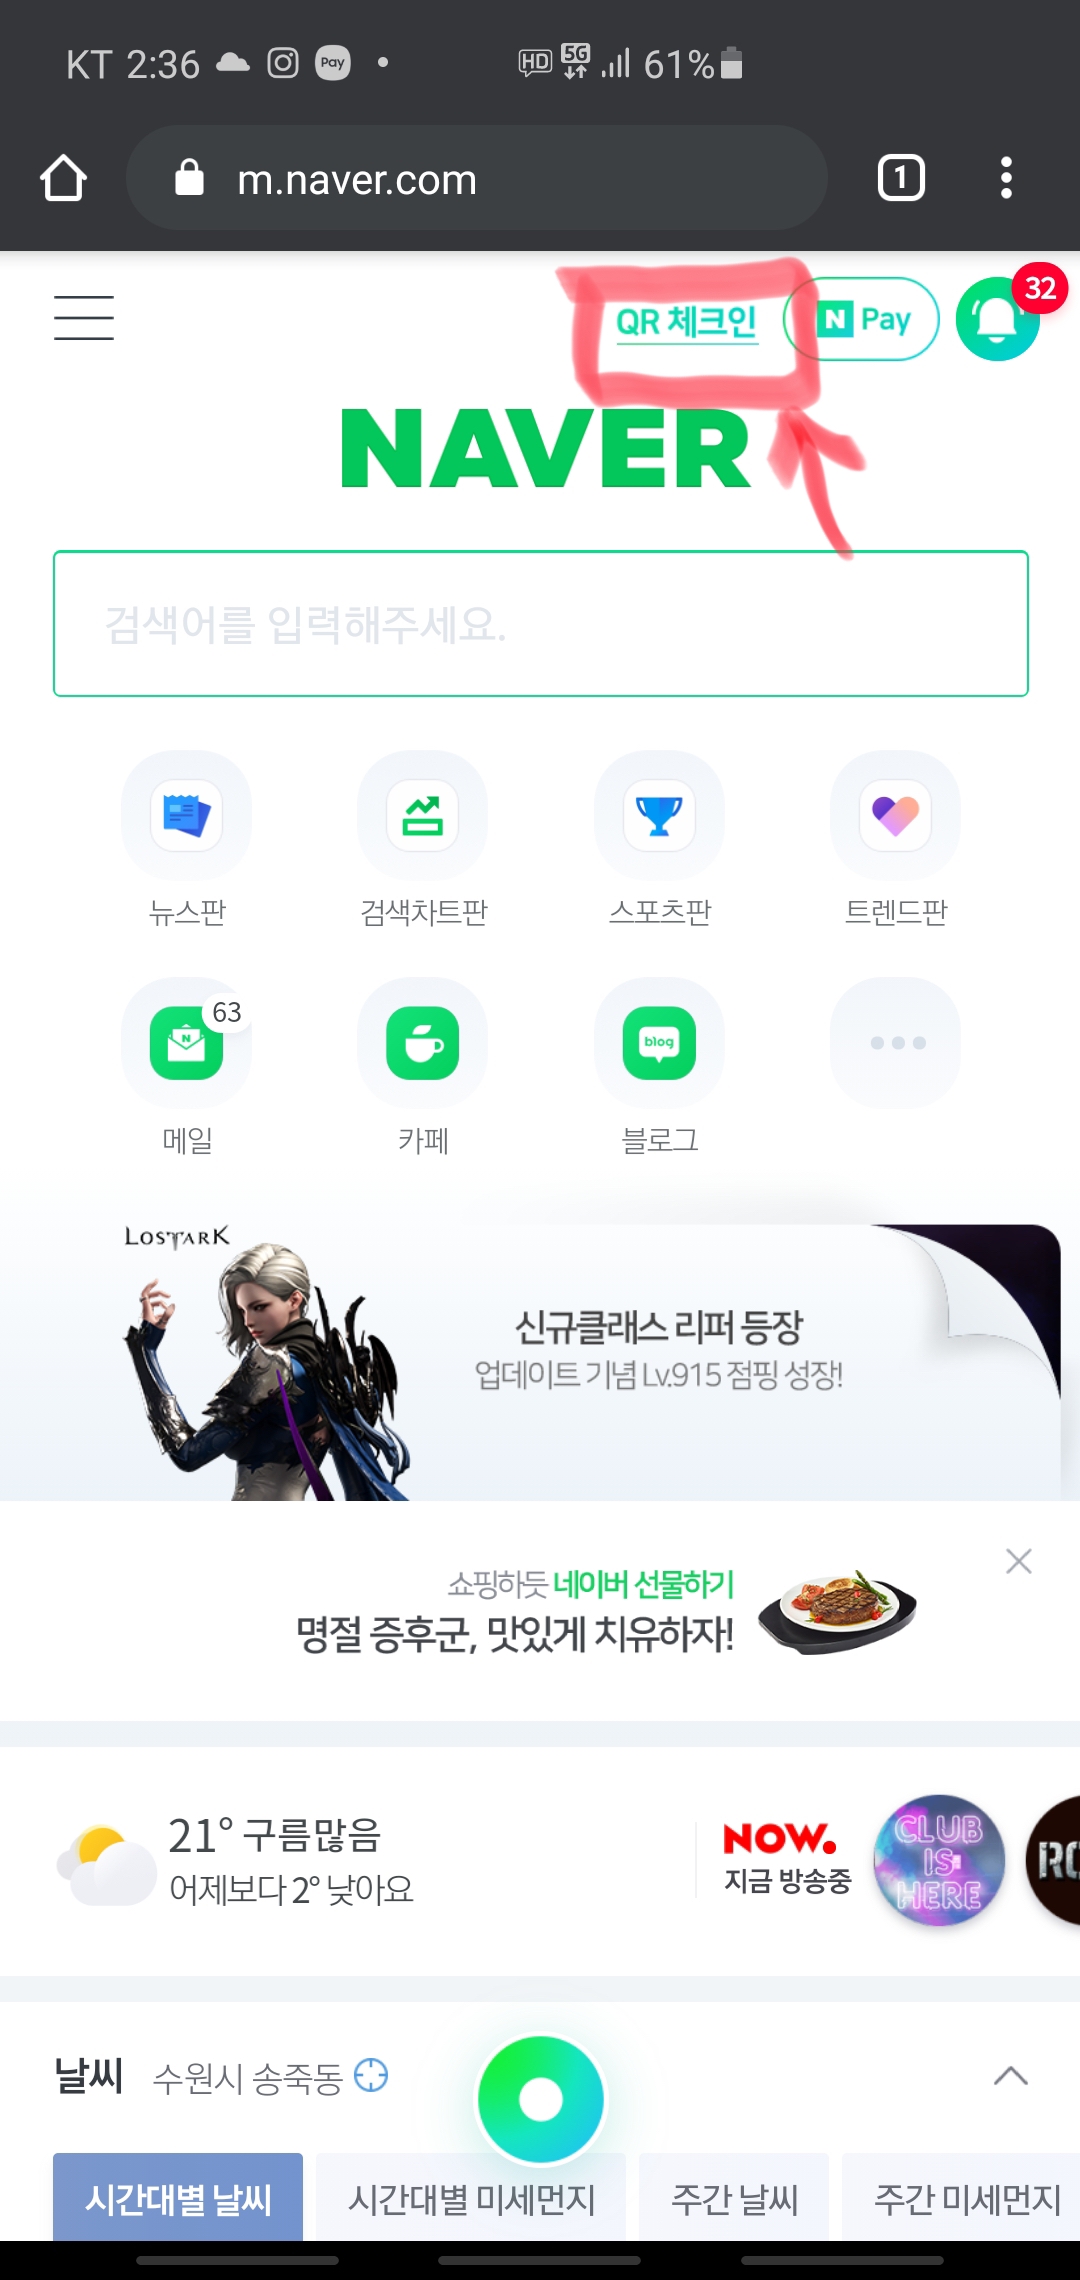 KT 2:36 Pay HD 5G 61%
m.naver.com 1
QR 체크인 N Pay 32
NAVER
검색어를 입력해주세요.
뉴스판 검색차트판 스포츠판 트렌드판
63
N blog
메일 카페 블로그
LOSTARK
신규클래스 리퍼 등장
업데이트 기념 Lv.915 점핑 성장!
쇼핑하듯 네이버 선물하기
명절 증후군, 맛있게 치유하자!
21° 구름많음
어제보다 2° 낮아요
NOW.
지금 방송중
CLUB
IS
HERE
날씨 수원시 송죽동
시간대별 날씨 시간대별 미세먼지 주간 날씨 주간 미세먼지